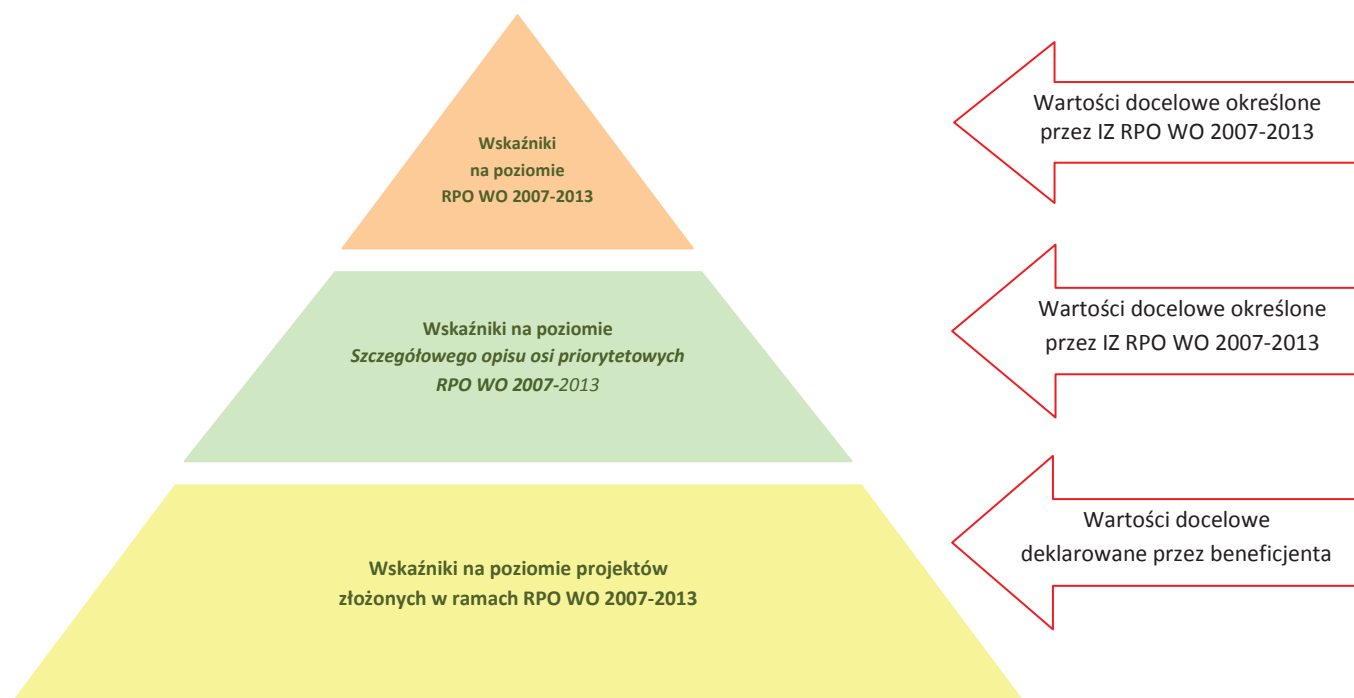 Wskaźniki
na poziomie
RPO WO 2007-2013
Wartości docelowe określone
przez IZ RPO WO 2007-2013
Wskaźniki na poziomie
Szczegółowego opisu osi priorytetowych
RPO WO 2007-2013
Wartości docelowe określone
przez IZ RPO WO 2007-2013
Wskaźniki na poziomie projektów
złożonych w ramach RPO WO 2007-2013
Wartości docelowe
deklarowane przez beneficjenta